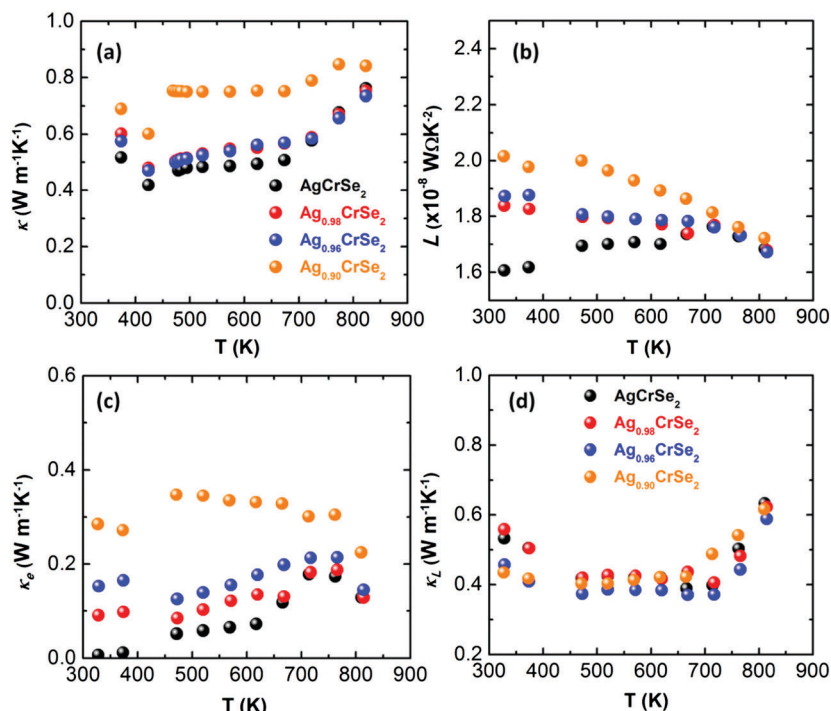 (a)
κ (W m⁻¹K⁻¹)
1.0
0.8
0.6
0.4
0.2
0.0
AgCrSe₂
Ag₀.₉₈CrSe₂
Ag₀.₉₆CrSe₂
Ag₀.₉₀CrSe₂
300 400 500 600 700 800 900
T (K)
(b)
L (x10⁻⁸ WΩK⁻²)
2.4
2.2
2.0
1.8
1.6
300 400 500 600 700 800 900
T (K)
(c)
κₑ (W m⁻¹K⁻¹)
0.6
0.4
0.2
0.0
300 400 500 600 700 800 900
T (K)
(d)
κL (W m⁻¹K⁻¹)
1.0
0.8
0.6
0.4
0.2
AgCrSe₂
Ag₀.₉₈CrSe₂
Ag₀.₉₆CrSe₂
Ag₀.₉₀CrSe₂
300 400 500 600 700 800 900
T (K)